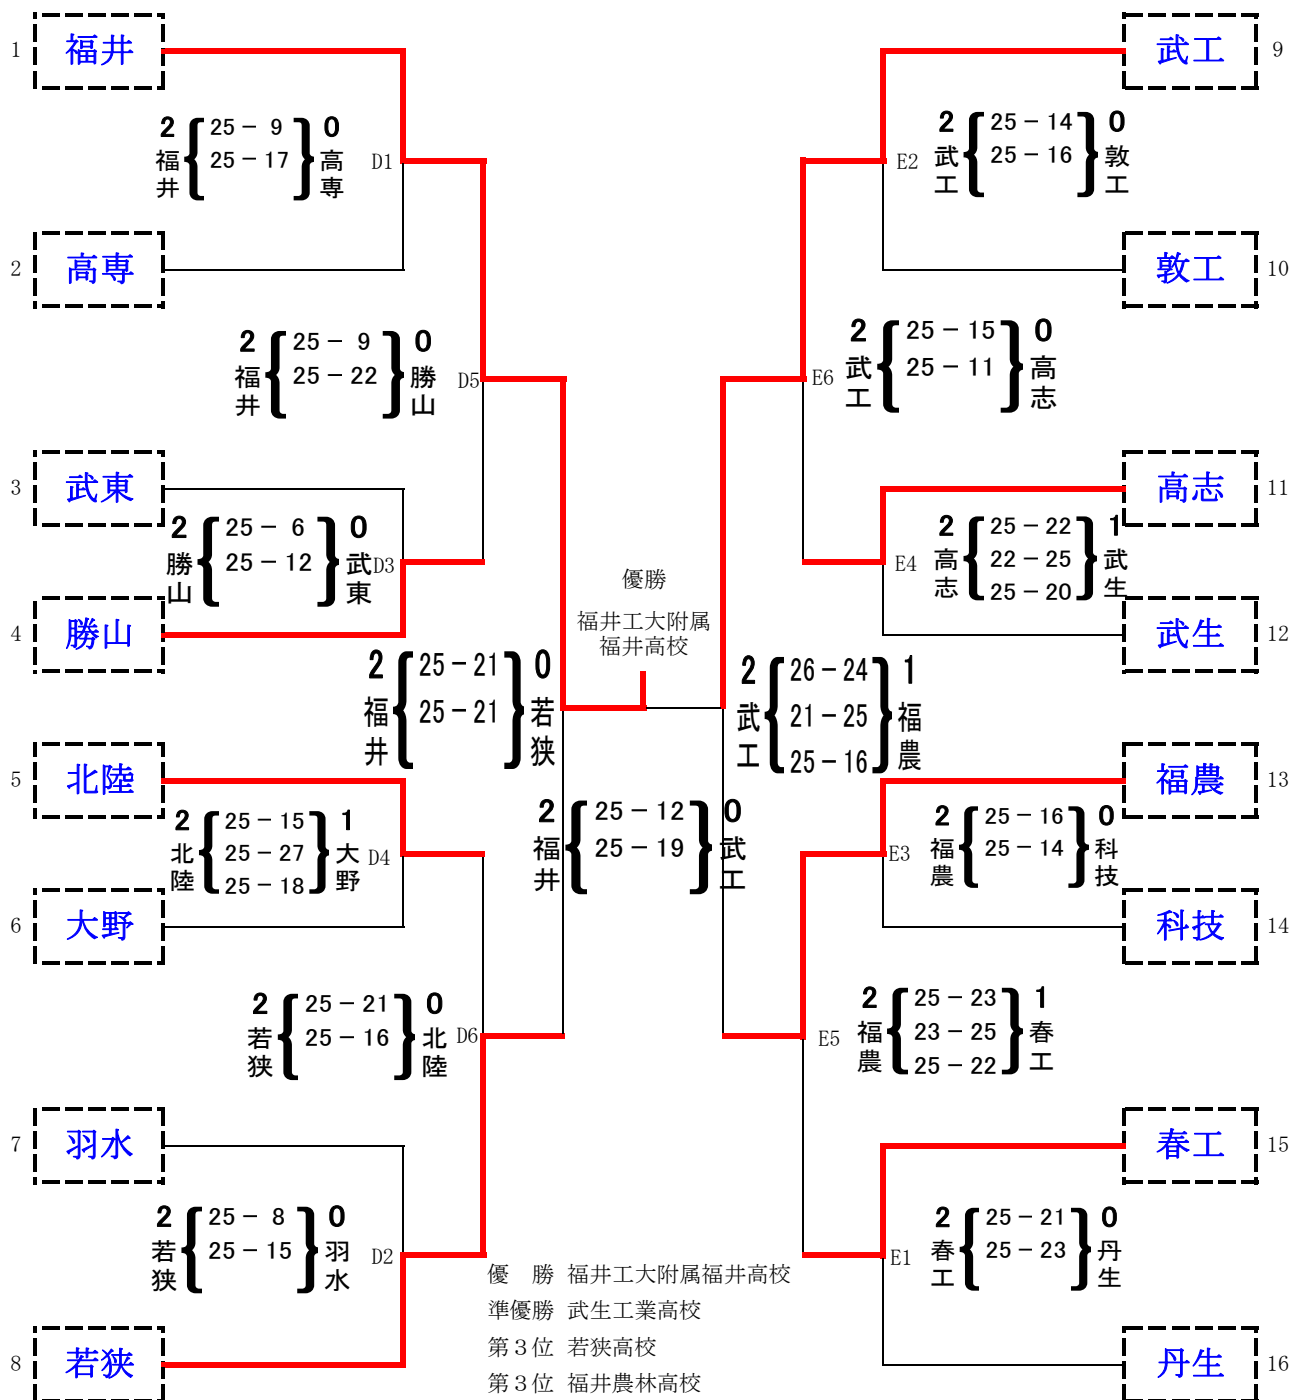 1 福井
2 福井 25－9 25－17 0 高専
D1
2 高専
2 福井 25－9 25－22 0 勝山
D5
3 武東
2 勝山 25－6 25－12 0 武東
D3
4 勝山
2 福井 25－21 25－21 0 若狭
5 北陸
2 北陸 25－15 25－27 25－18 1 大野
D4
6 大野
2 若狭 25－21 25－16 0 北陸
D6
7 羽水
2 若狭 25－8 25－15 0 羽水
D2
8 若狭
優勝
福井工大附属
福井高校
2 福井 25－12 25－19 0 武工
武工 9
E2
2 武工 25－14 25－16 0 敦工
敦工 10
E6
2 武工 25－15 25－11 0 高志
高志 11
E4
2 高志 25－22 22－25 25－20 1 武生
武生 12
2 武工 26－24 21－25 25－16 1 福農
福農 13
E3
2 福農 25－16 25－14 0 科技
科技 14
E5
2 福農 25－23 23－25 25－22 1 春工
春工 15
E1
2 春工 25－21 25－23 0 丹生
丹生 16
優　勝 福井工大附属福井高校
準優勝 武生工業高校
第３位 若狭高校
第３位 福井農林高校